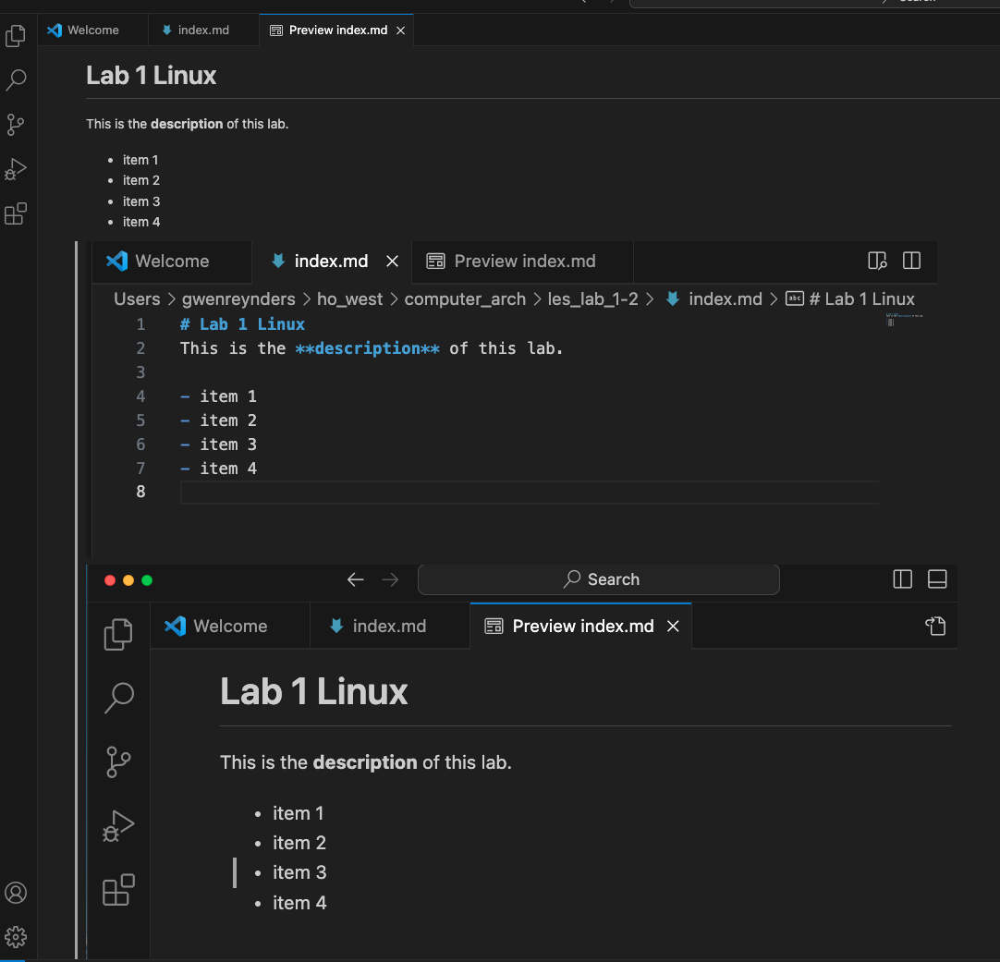 Welcome index.md Preview index.md
Lab 1 Linux
This is the description of this lab.
• item 1
• item 2
• item 3
• item 4
Welcome index.md Preview index.md
Users > gwenreynders > ho_west > computer_arch > les_lab_1-2 > index.md > abc # Lab 1 Linux
1 # Lab 1 Linux
2 This is the **description** of this lab.
3
4 - item 1
5 - item 2
6 - item 3
7 - item 4
8
Search
Welcome index.md Preview index.md
Lab 1 Linux
This is the description of this lab.
• item 1
• item 2
• item 3
• item 4